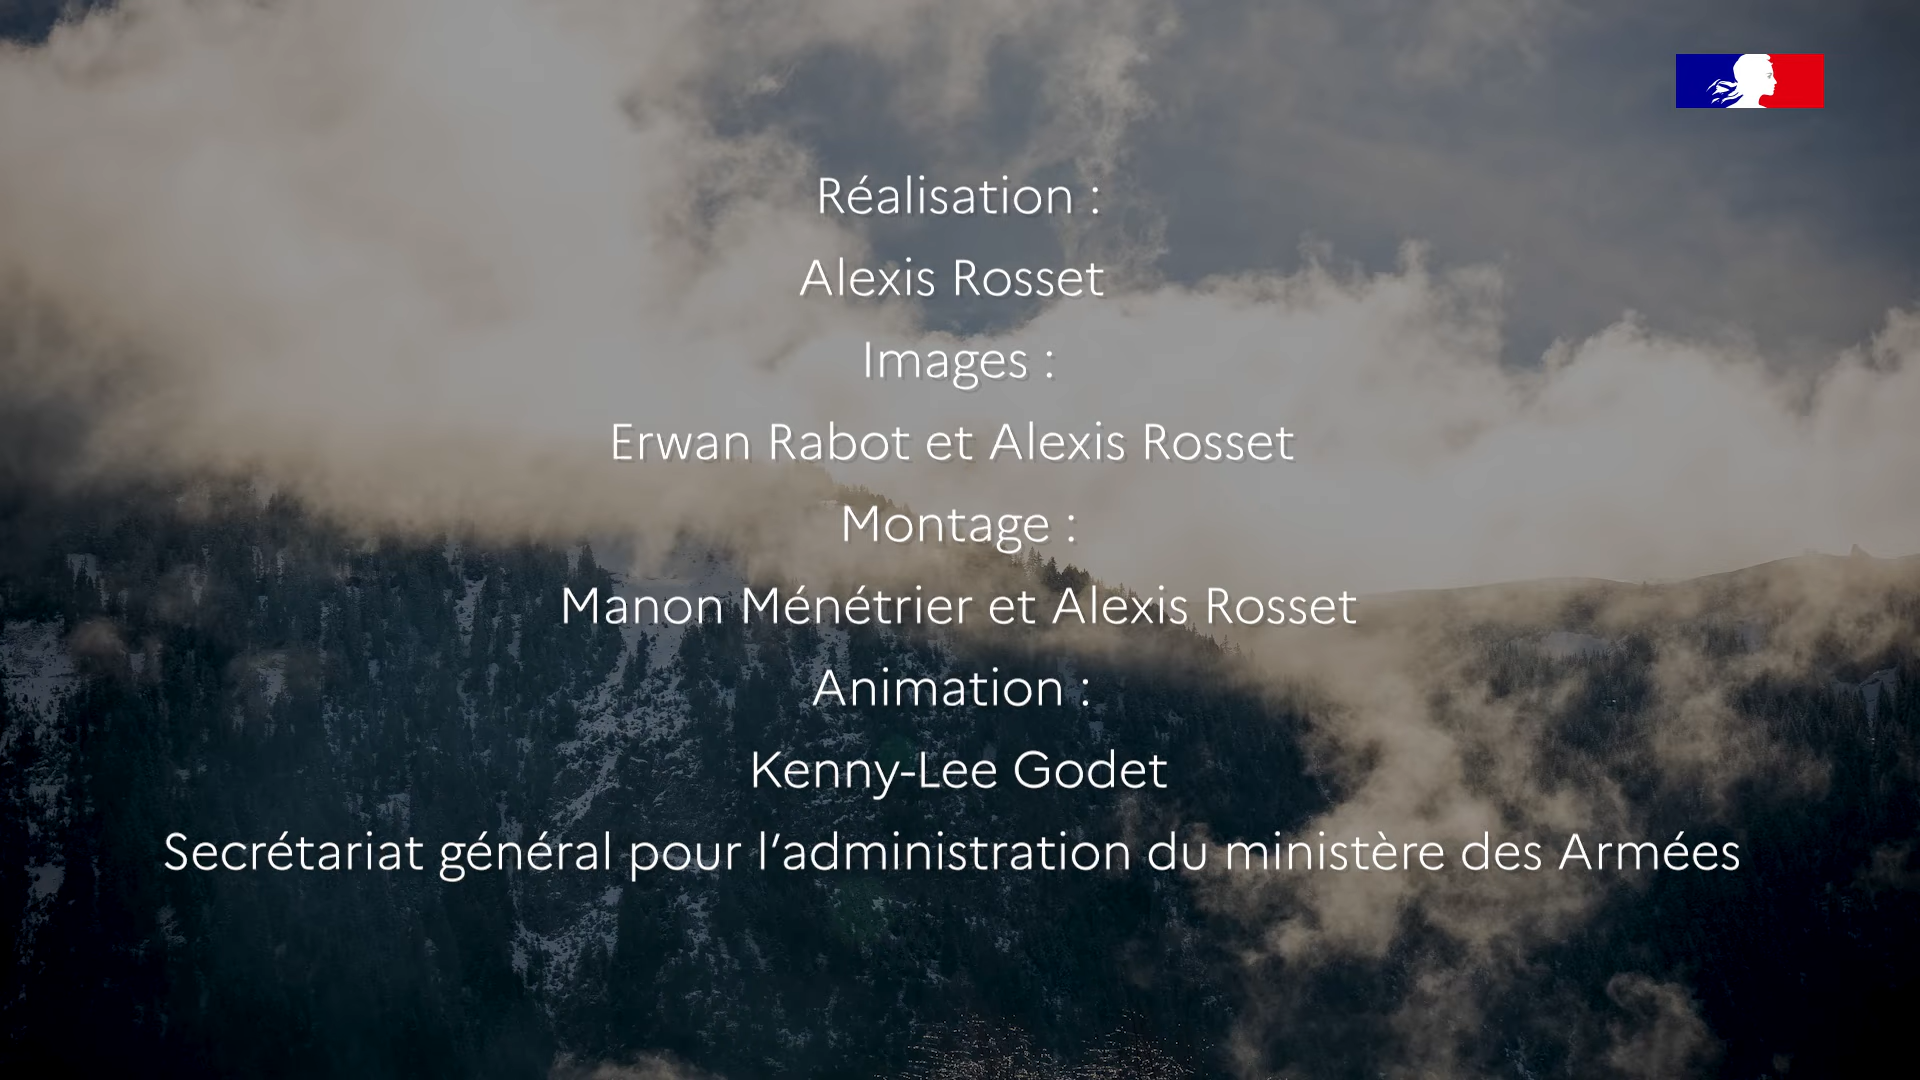 Réalisation :
Alexis Rosset
Images :
Erwan Rabot et Alexis Rosset
Montage :
Manon Ménétrier et Alexis Rosset
Animation :
Kenny-Lee Godet
Secrétariat général pour l’administration du ministère des Armées